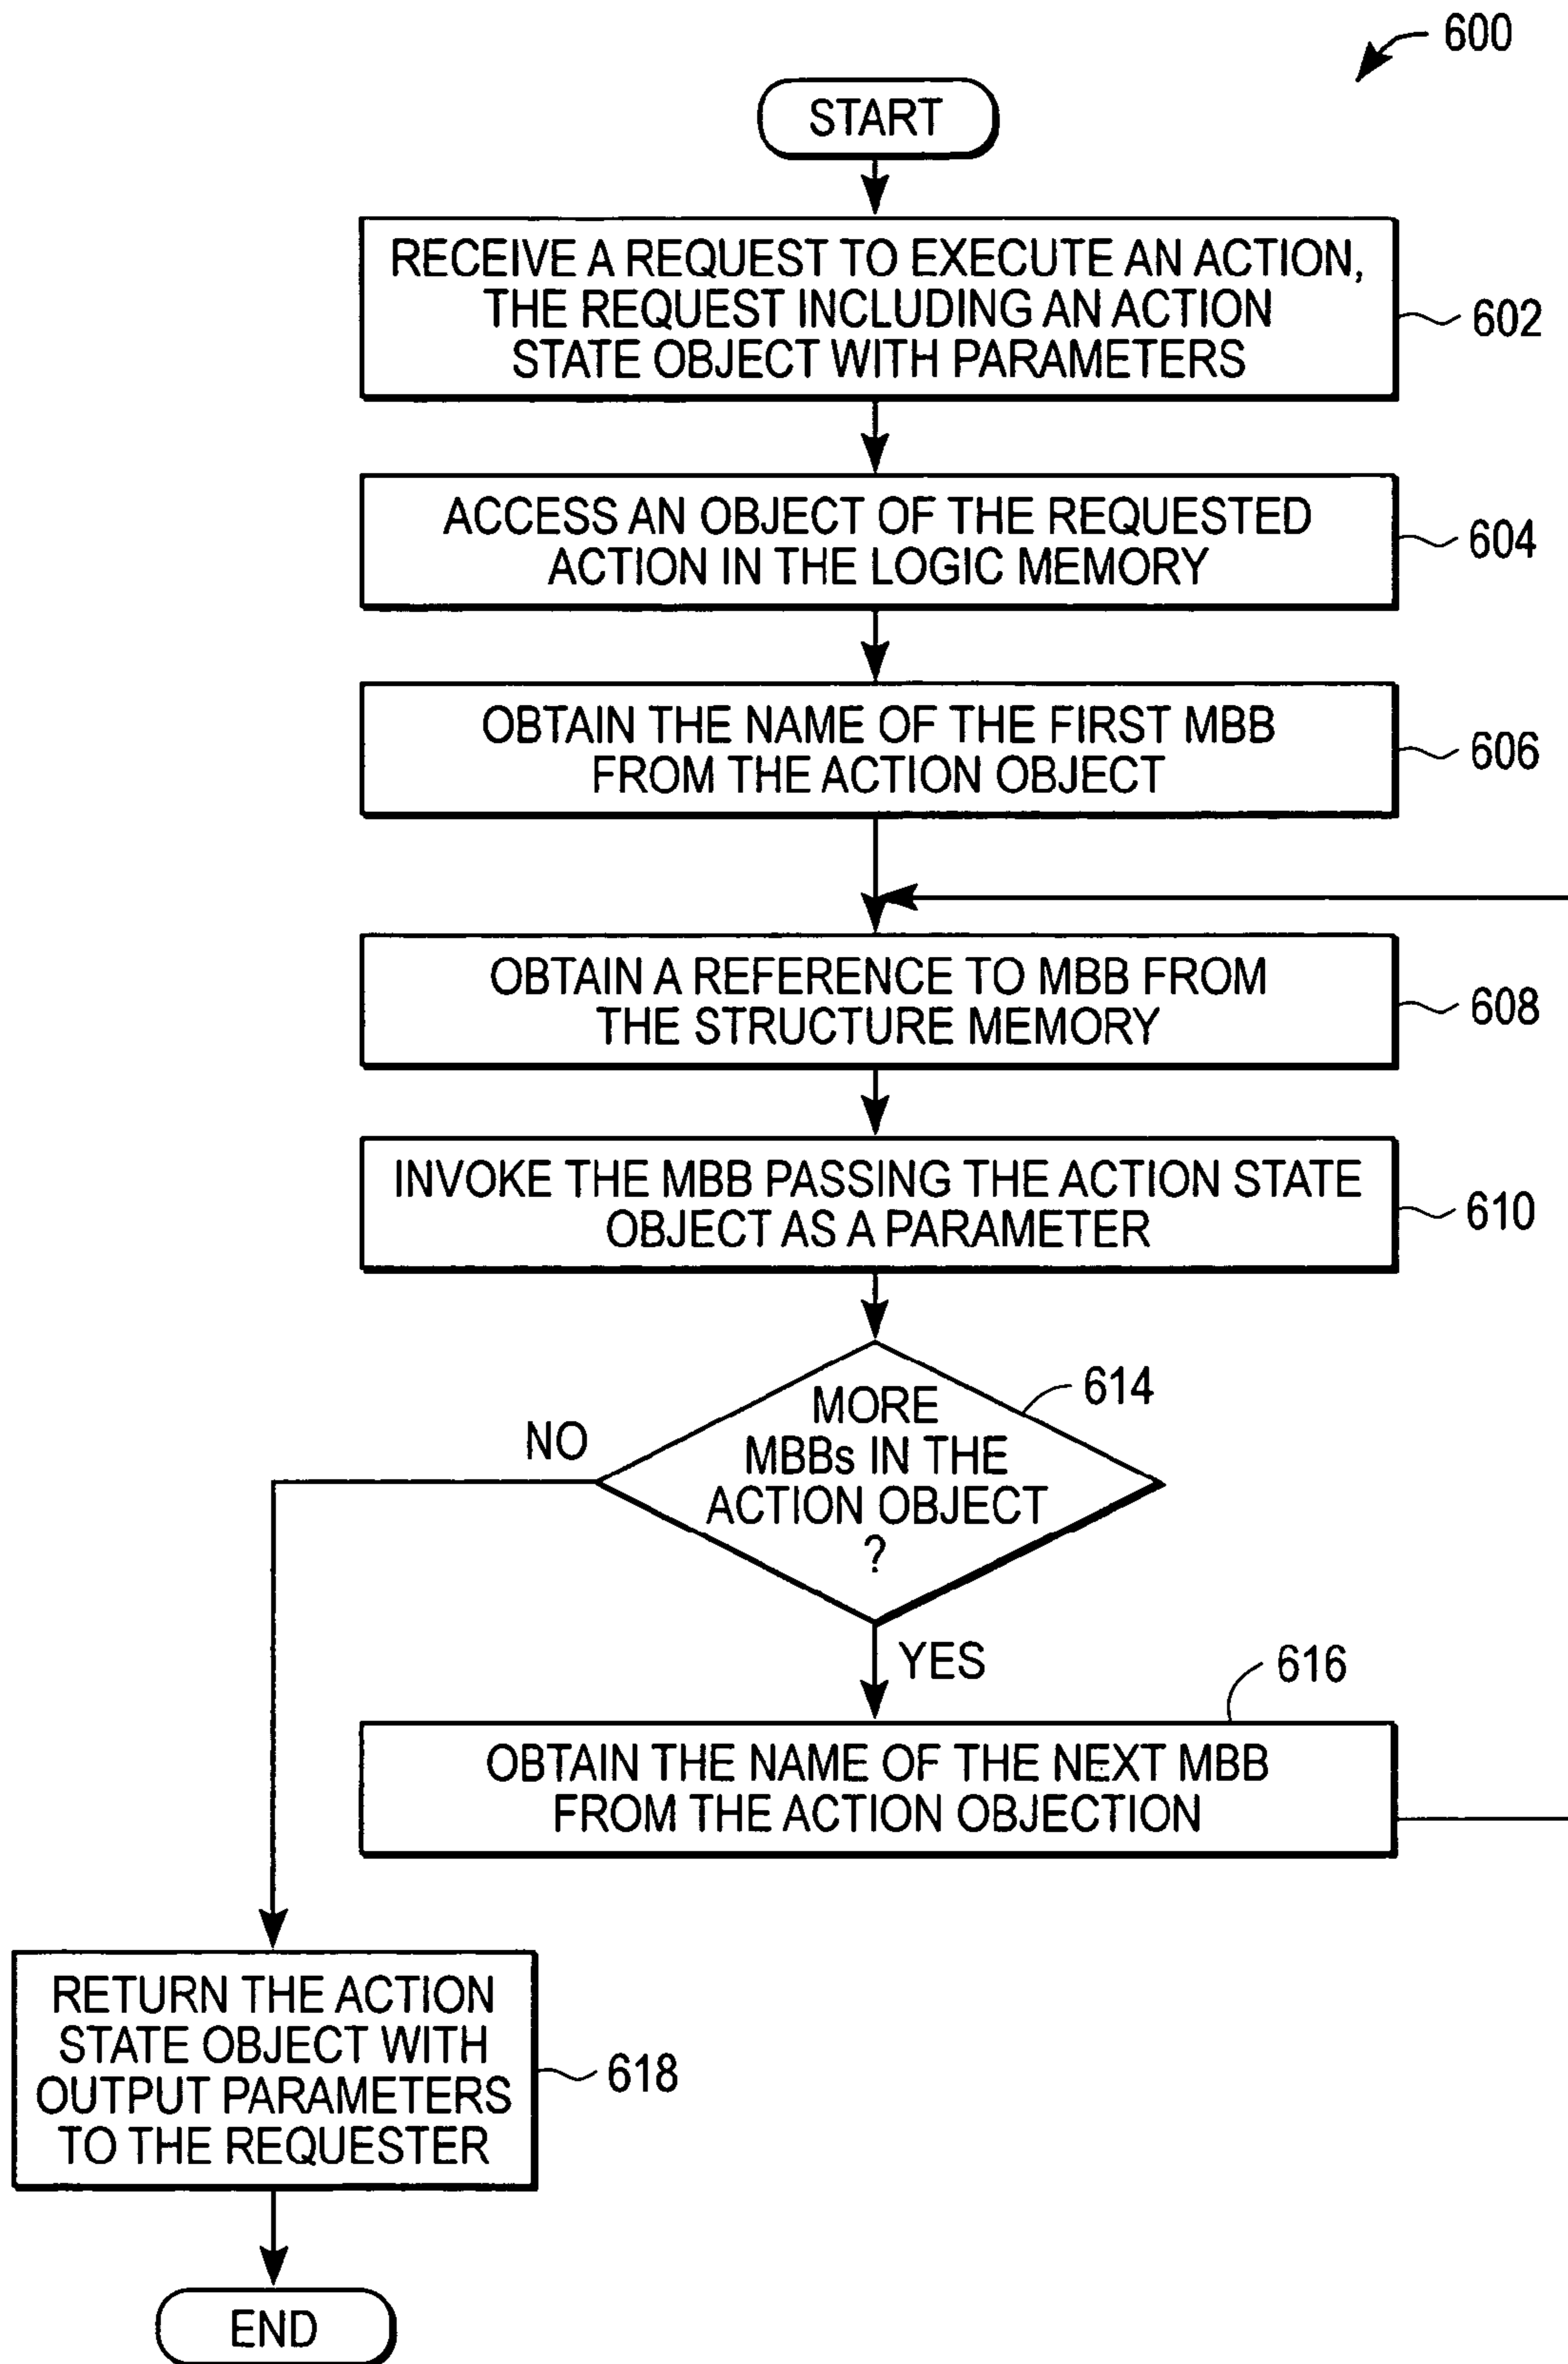 600
START
RECEIVE A REQUEST TO EXECUTE AN ACTION,
THE REQUEST INCLUDING AN ACTION
STATE OBJECT WITH PARAMETERS
602
ACCESS AN OBJECT OF THE REQUESTED
ACTION IN THE LOGIC MEMORY
604
OBTAIN THE NAME OF THE FIRST MBB
FROM THE ACTION OBJECT
606
OBTAIN A REFERENCE TO MBB FROM
THE STRUCTURE MEMORY
608
INVOKE THE MBB PASSING THE ACTION STATE
OBJECT AS A PARAMETER
610
MORE
MBBs IN THE
ACTION OBJECT
?
614
NO
YES
616
OBTAIN THE NAME OF THE NEXT MBB
FROM THE ACTION OBJECTION
RETURN THE ACTION
STATE OBJECT WITH
OUTPUT PARAMETERS
TO THE REQUESTER
618
END